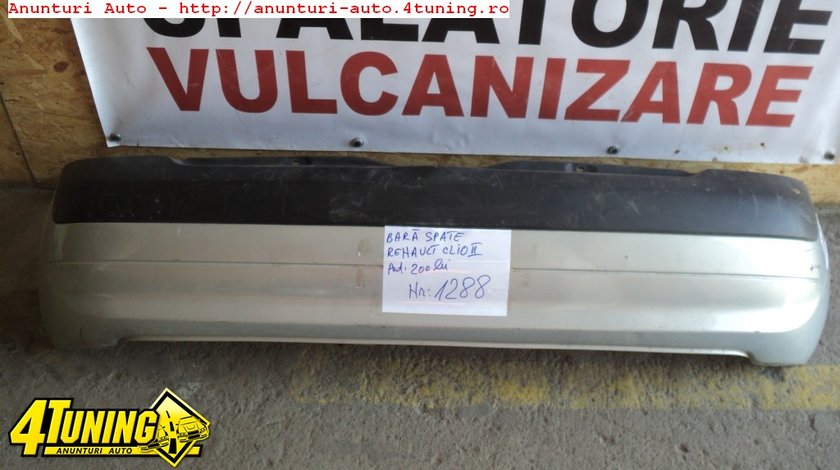 Anunturi Auto - http://anunturi-auto.4tuning.ro
SPALATORIE
VULCANIZARE
BARĂ SPATE
RENAULT CLIO II
Pret: 200 lei
Nr: 1288
4TUNING
ANUNTURI AUTO